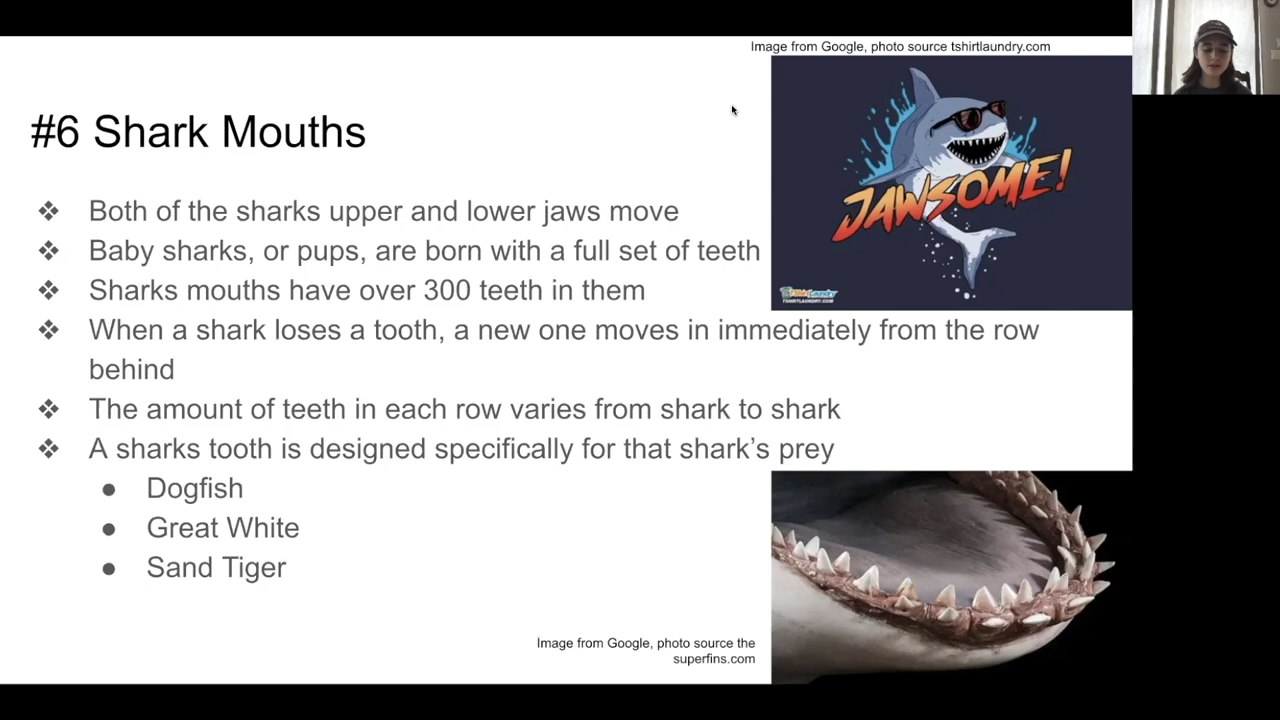 Image from Google, photo source tshirtlaundry.com
#6 Shark Mouths
JAWSOME!
Both of the sharks upper and lower jaws move
Baby sharks, or pups, are born with a full set of teeth
Sharks mouths have over 300 teeth in them
TshirtLaundry
TSHIRTLAUNDRY.COM
When a shark loses a tooth, a new one moves in immediately from the row
behind
The amount of teeth in each row varies from shark to shark
A sharks tooth is designed specifically for that shark’s prey
Dogfish
Great White
Sand Tiger
Image from Google, photo source the
superfins.com